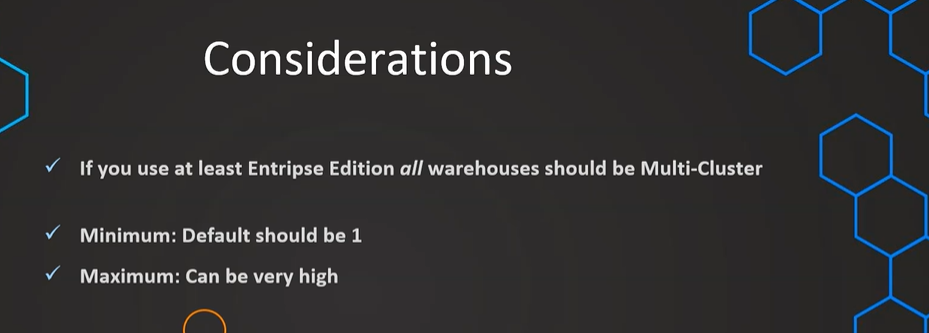 Considerations
✓ If you use at least Entripse Edition all warehouses should be Multi-Cluster
✓ Minimum: Default should be 1
✓ Maximum: Can be very high